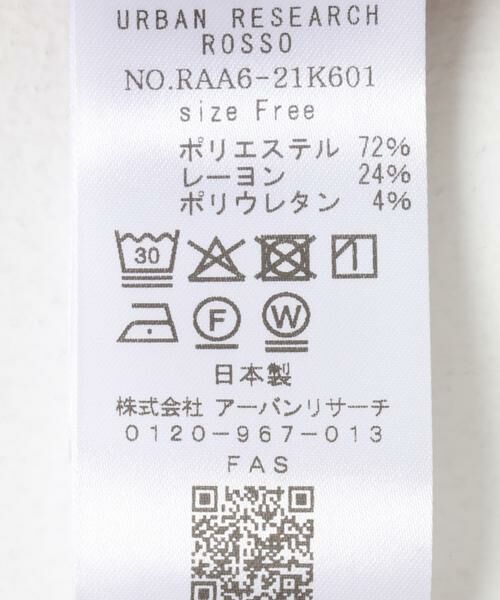 URBAN RESEARCH
ROSSO
NO.RAA6-21K601
size Free
ポリエステル 72%
レーヨン 24%
ポリウレタン 4%
30
F W
日本製
株式会社 アーバンリサーチ
0120-967-013
FAS